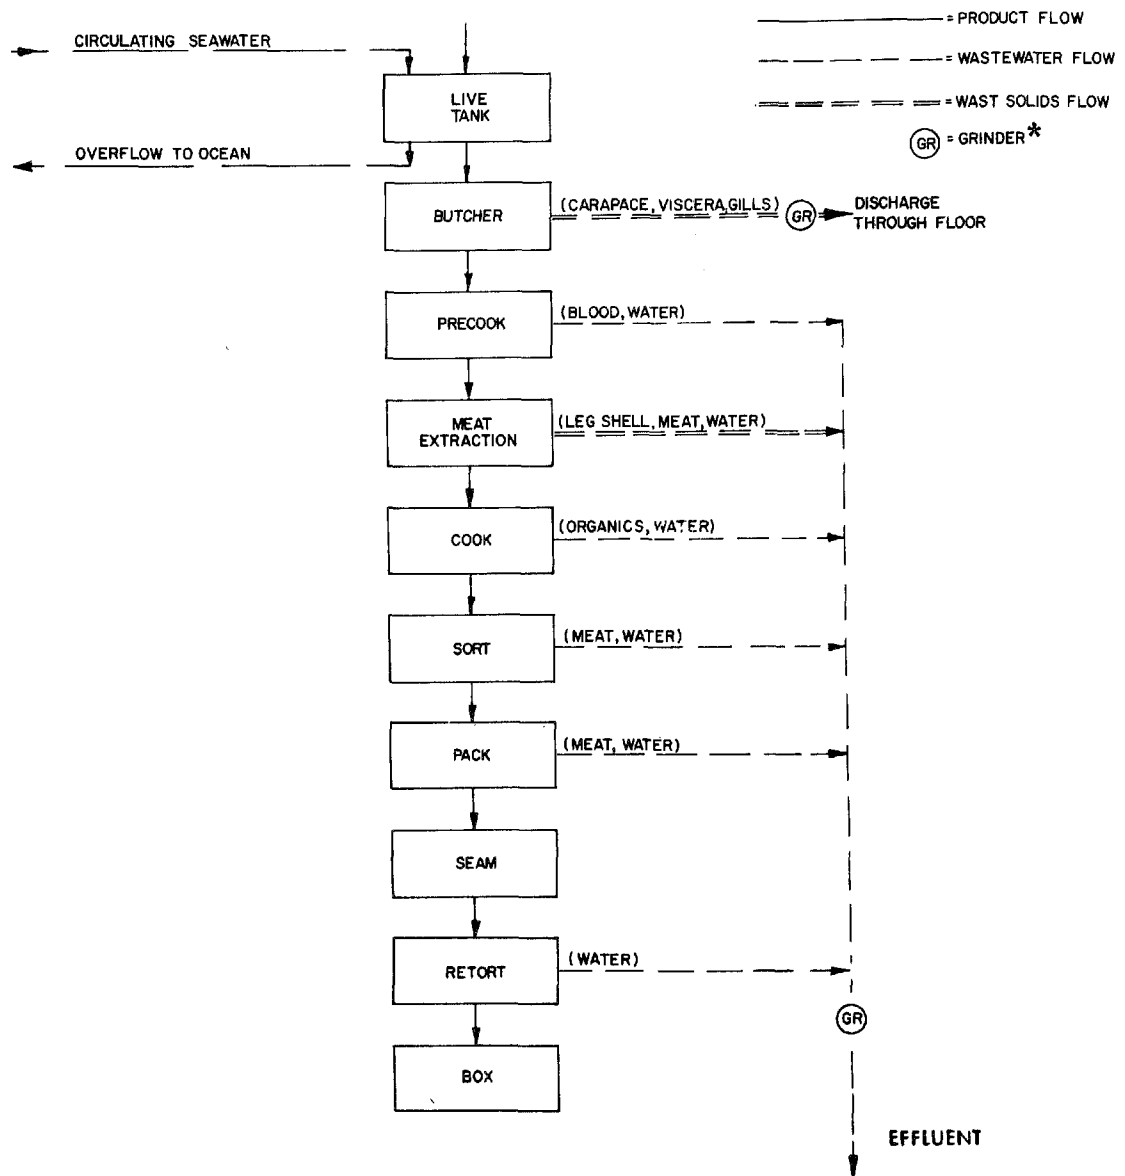 CIRCULATING SEAWATER
= PRODUCT FLOW
= WASTEWATER FLOW
= WAST SOLIDS FLOW
GR = GRINDER*
LIVE
TANK
OVERFLOW TO OCEAN
BUTCHER
(CARAPACE, VISCERA, GILLS)
GR
DISCHARGE
THROUGH FLOOR
PRECOOK
(BLOOD, WATER)
MEAT
EXTRACTION
(LEG SHELL, MEAT, WATER)
COOK
(ORGANICS, WATER)
SORT
(MEAT, WATER)
PACK
(MEAT, WATER)
SEAM
RETORT
(WATER)
GR
BOX
EFFLUENT